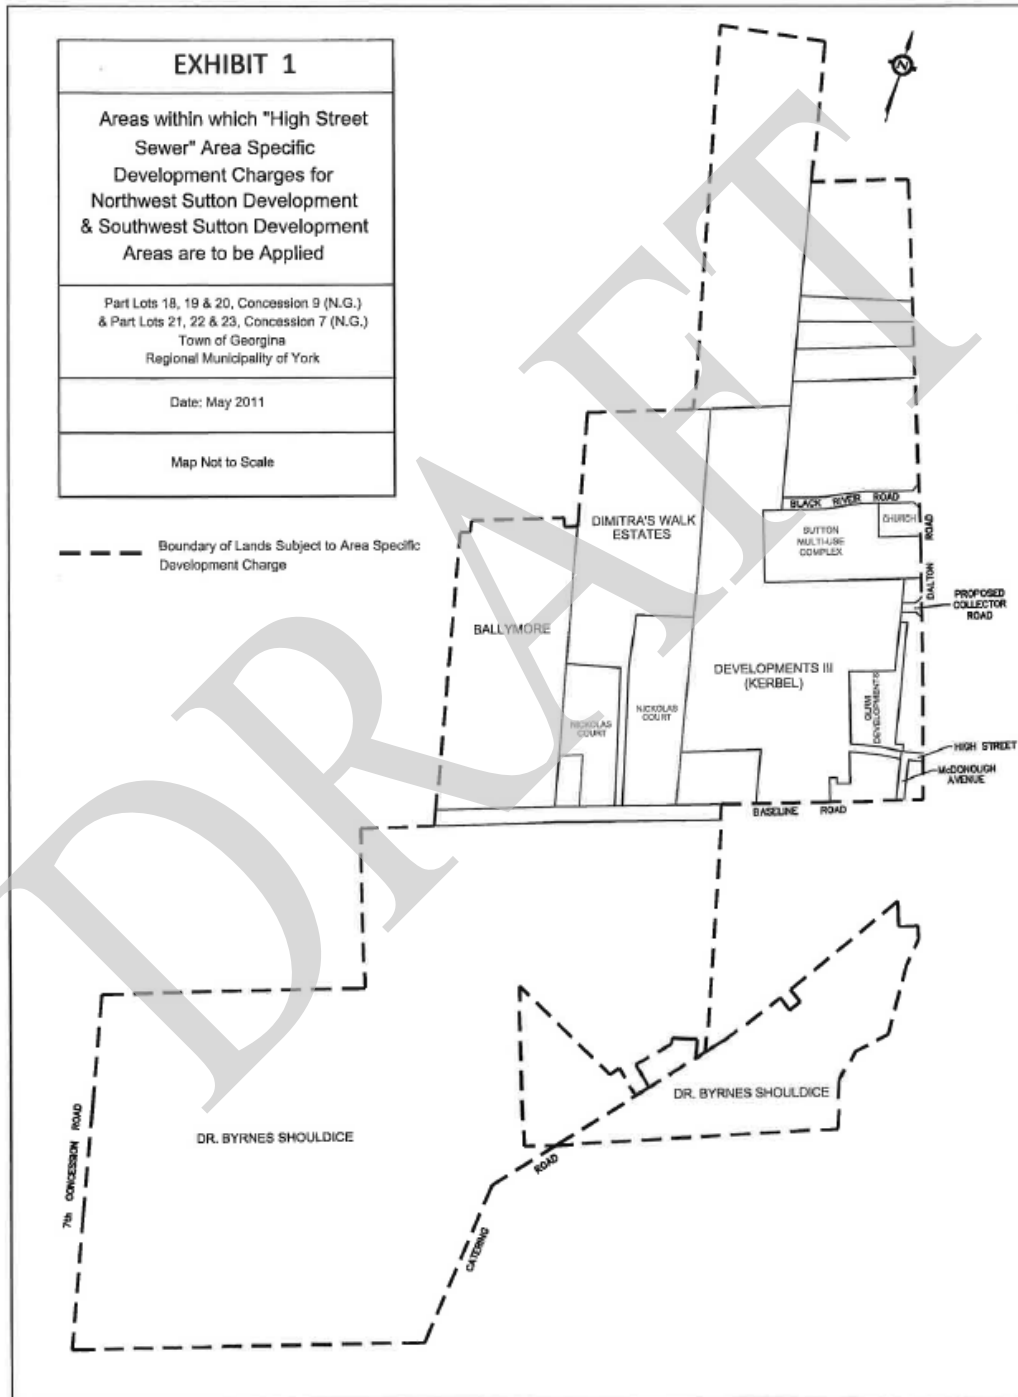 EXHIBIT 1
Areas within which "High Street
Sewer" Area Specific
Development Charges for
Northwest Sutton Development
& Southwest Sutton Development
Areas are to be Applied
Part Lots 18, 19 & 20, Concession 9 (N.G.)
& Part Lots 21, 22 & 23, Concession 7 (N.G.)
Town of Georgina
Regional Municipality of York
Date: May 2011
Map Not to Scale
Boundary of Lands Subject to Area Specific
Development Charge
N
DRAFT
BLACK RIVER ROAD
CHURCH
SUTTON
MULTI-USE
COMPLEX
DALTON ROAD
DIMITRA'S WALK
ESTATES
PROPOSED
COLLECTOR
ROAD
BALLYMORE
DEVELOPMENTS III
(KERBEL)
NICKOLAS
COURT
NICKOLAS
COURT
DEVELOPMENTS
HIGH STREET
McDONOUGH
AVENUE
BASELINE ROAD
DR. BYRNES SHOULDICE
DR. BYRNES SHOULDICE
7th CONCESSION ROAD
CATERING ROAD